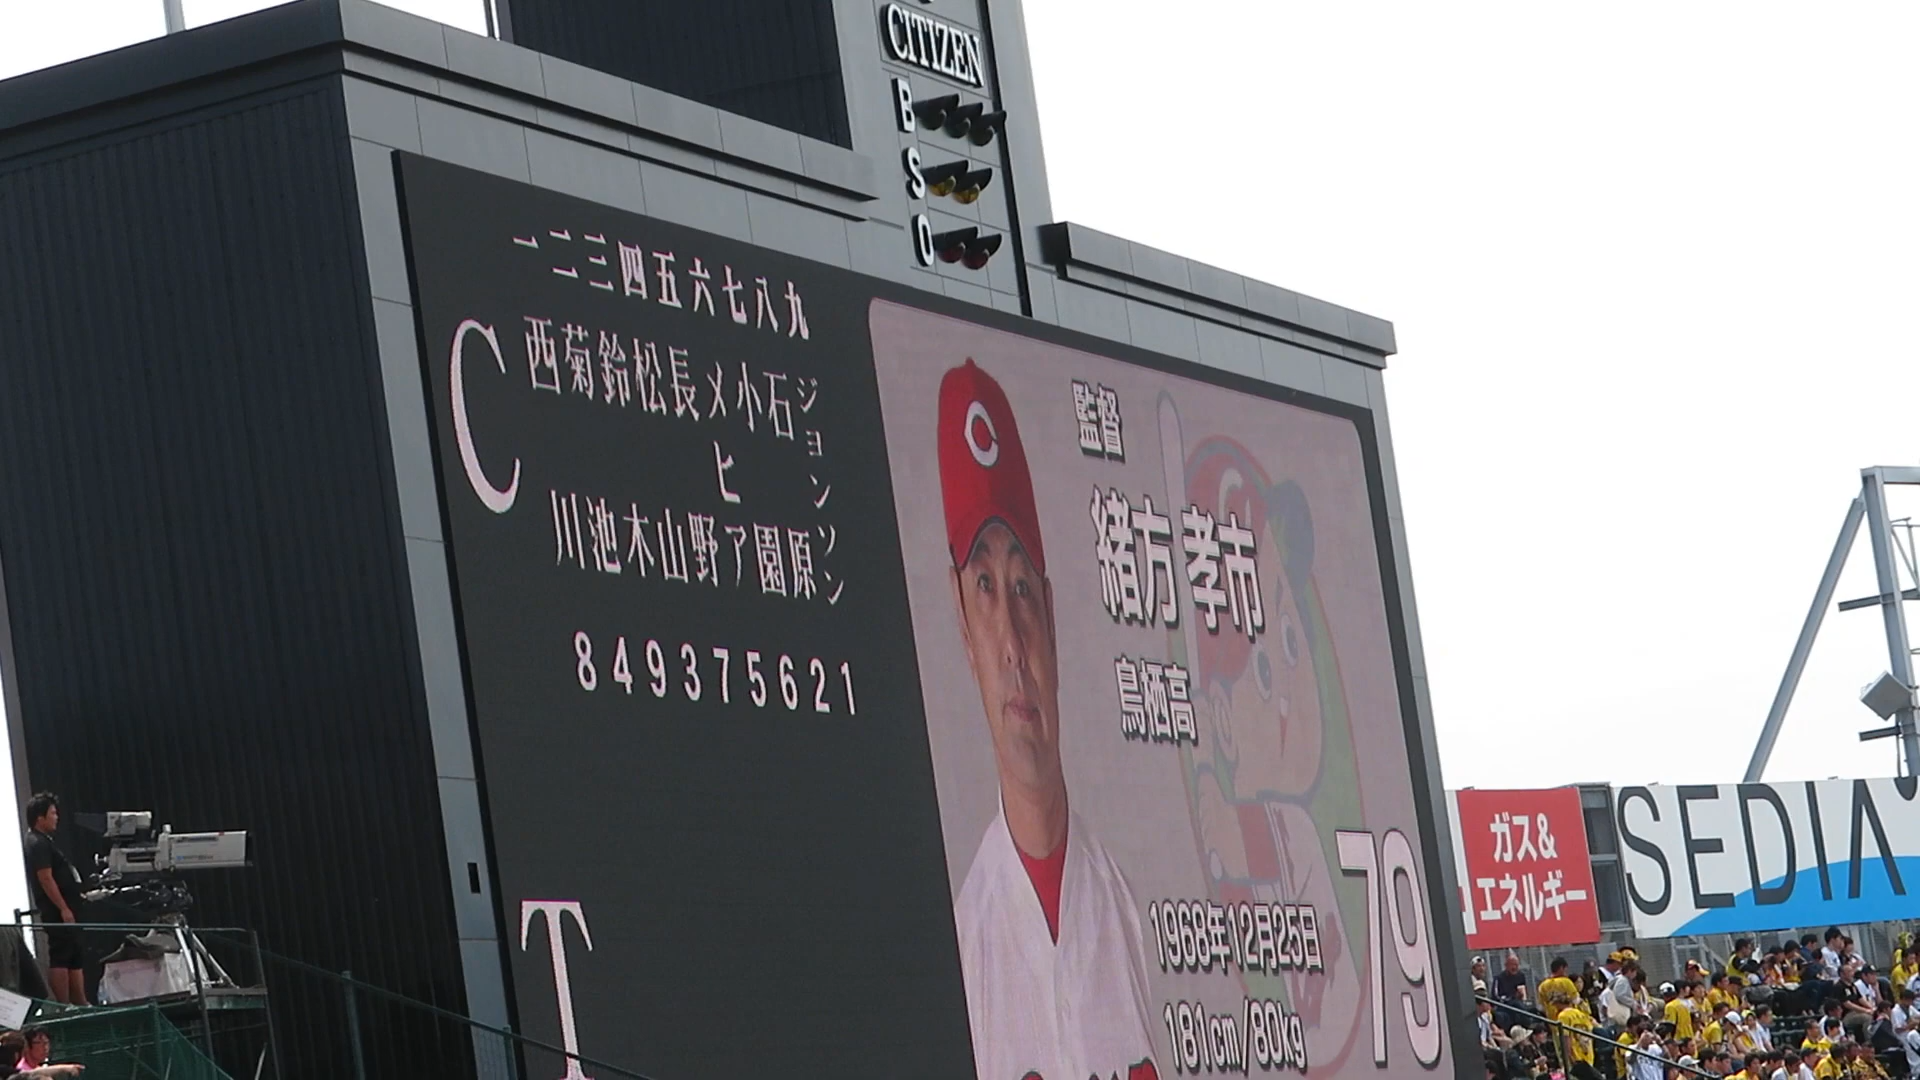 CITIZEN
B
S
O
一二三四五六七八九
C
西川
菊池
鈴木
松山
長野
メヒア
小園
石原
ジョンソン
849375621
T
監督
緒方孝市
鳥栖高
79
1968年12月25日
181cm/80kg
ガス&
エネルギー
SEDIA